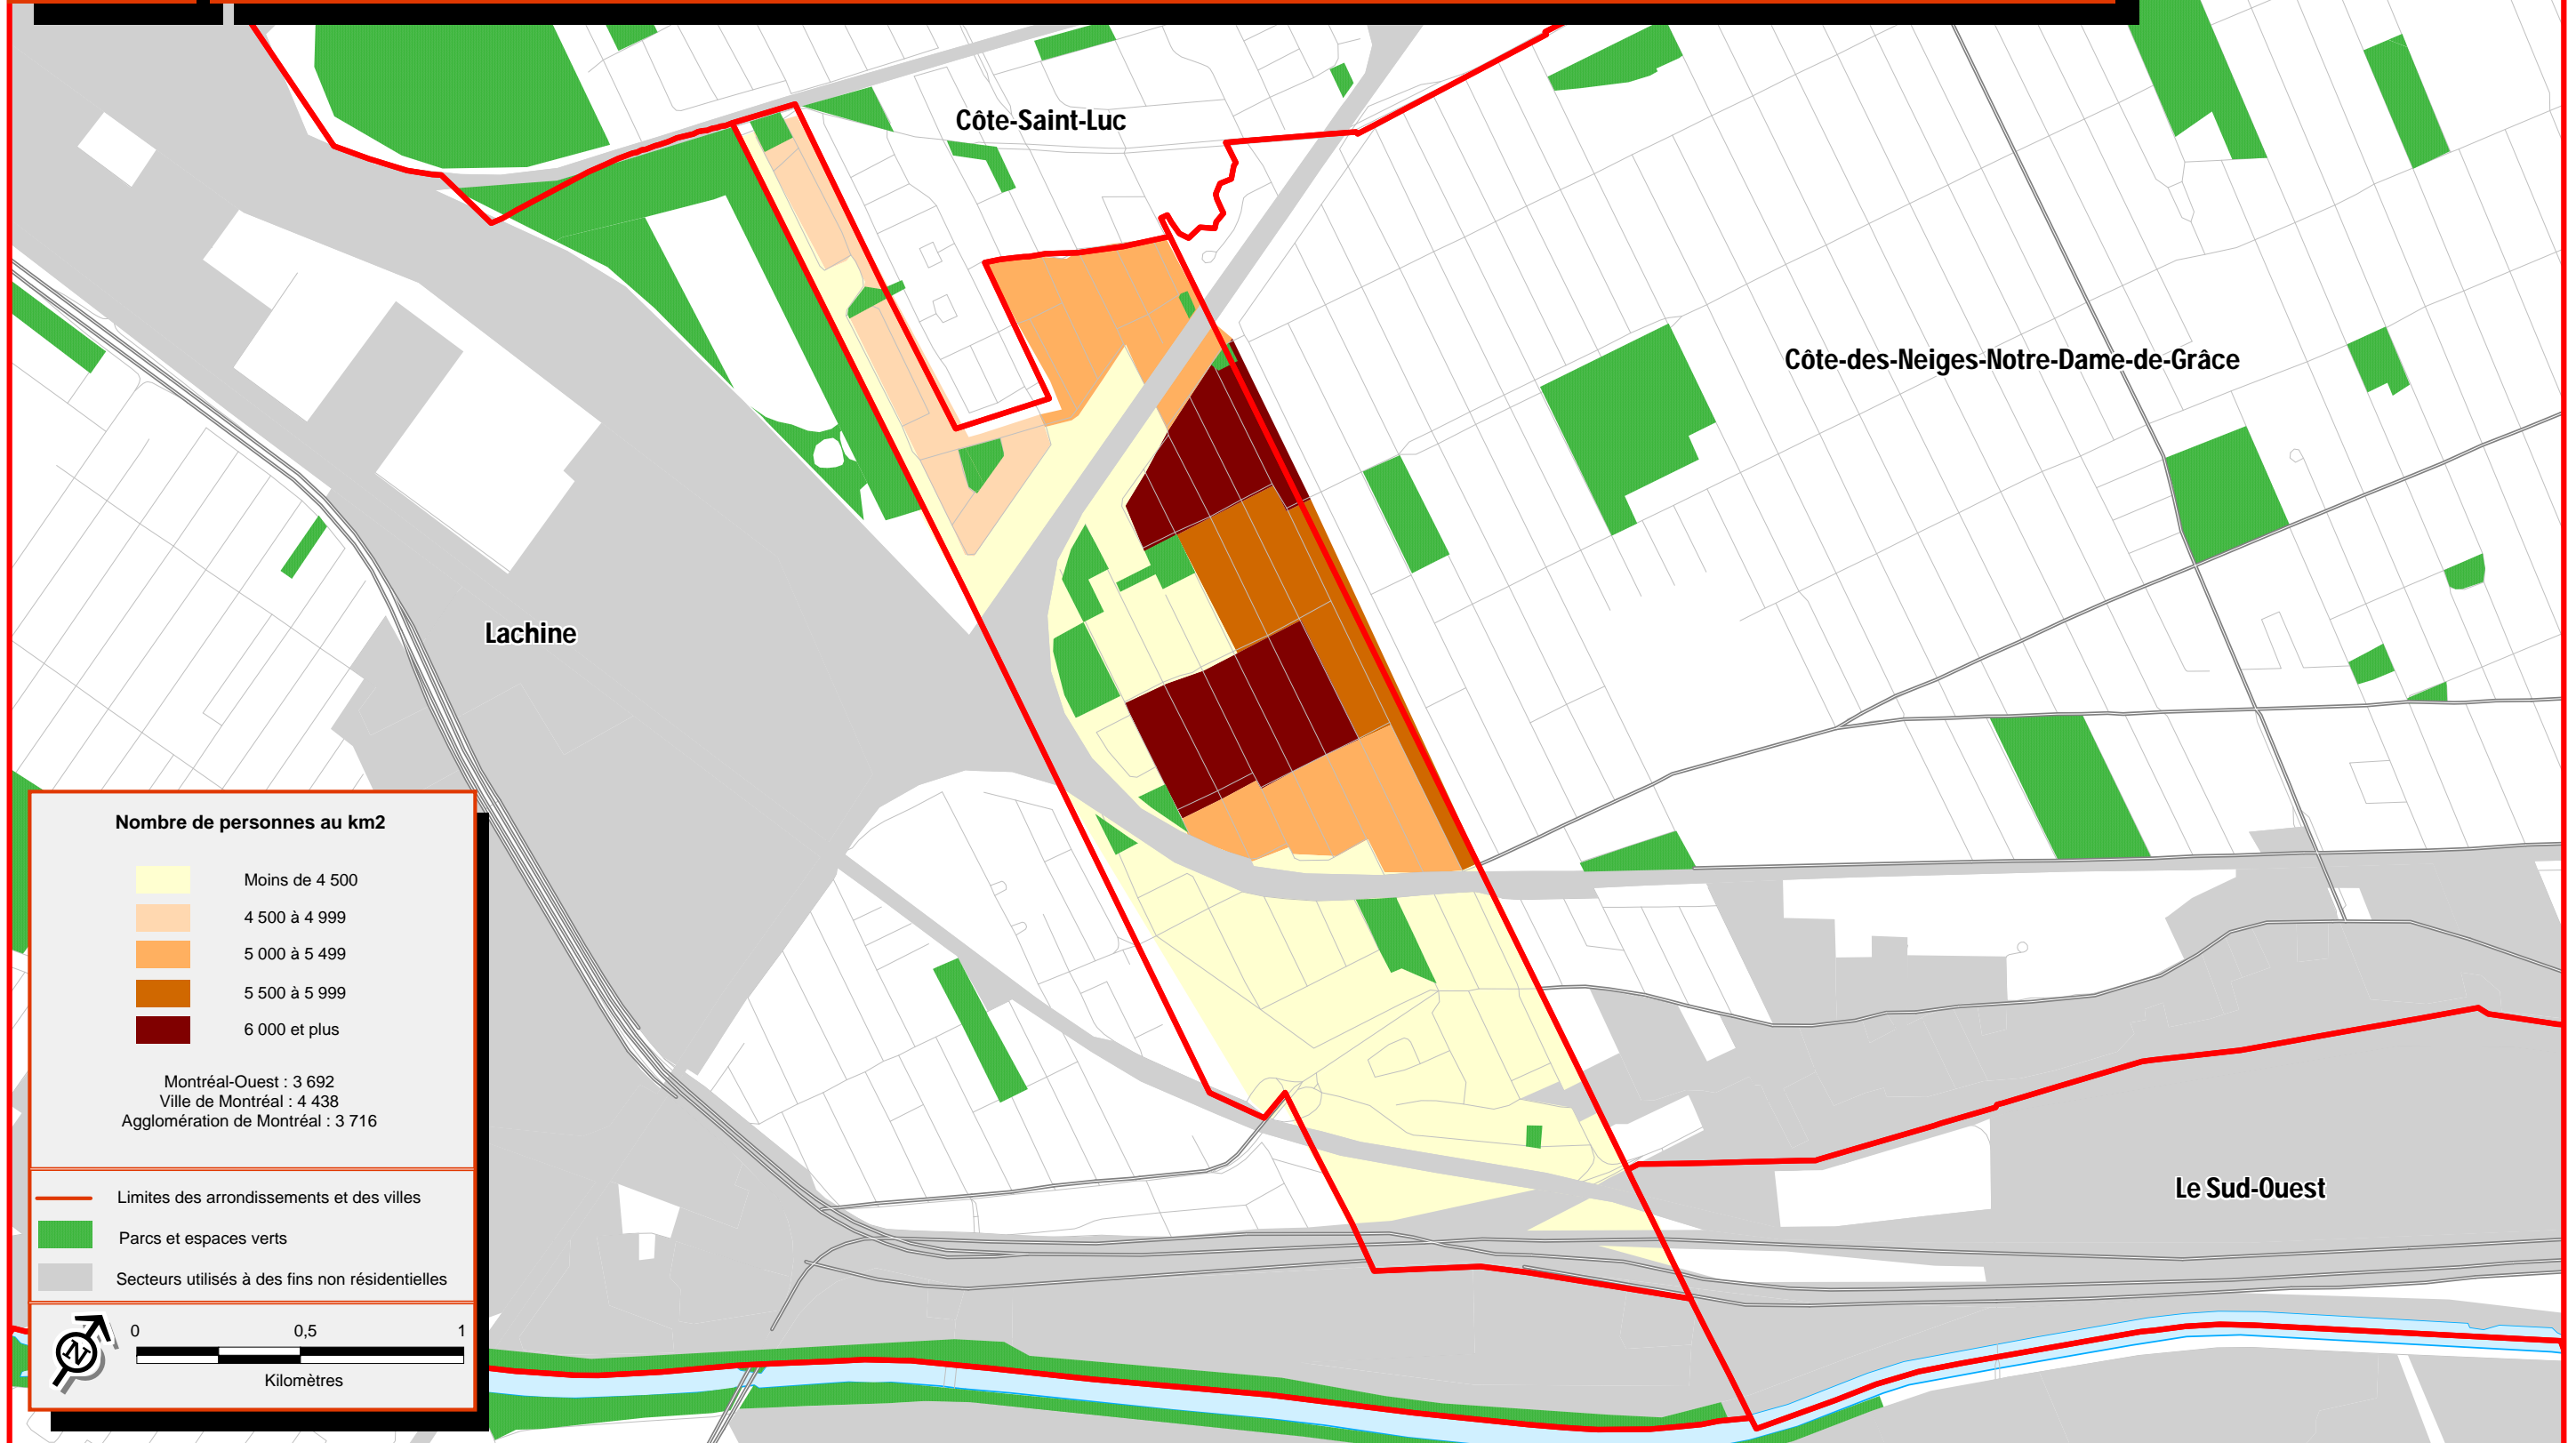 Côte-Saint-Luc
Côte-des-Neiges-Notre-Dame-de-Grâce
Lachine
Le Sud-Ouest
Nombre de personnes au km2
Moins de 4 500
4 500 à 4 999
5 000 à 5 499
5 500 à 5 999
6 000 et plus
Montréal-Ouest : 3 692
Ville de Montréal : 4 438
Agglomération de Montréal : 3 716
Limites des arrondissements et des villes
Parcs et espaces verts
Secteurs utilisés à des fins non résidentielles
N
0 0,5 1
Kilomètres